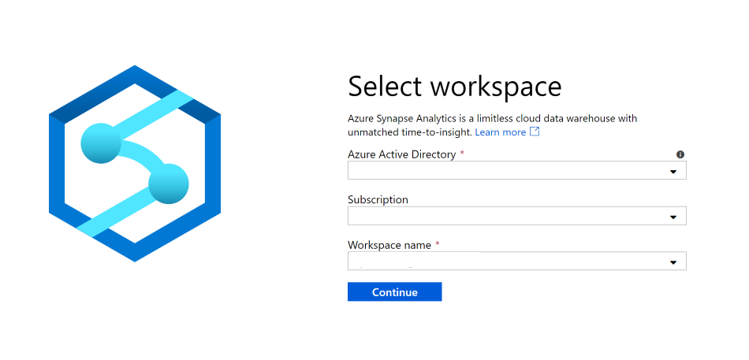 Select workspace
Azure Synapse Analytics is a limitless cloud data warehouse with
unmatched time-to-insight. Learn more
Azure Active Directory *
Subscription
Workspace name *
Continue